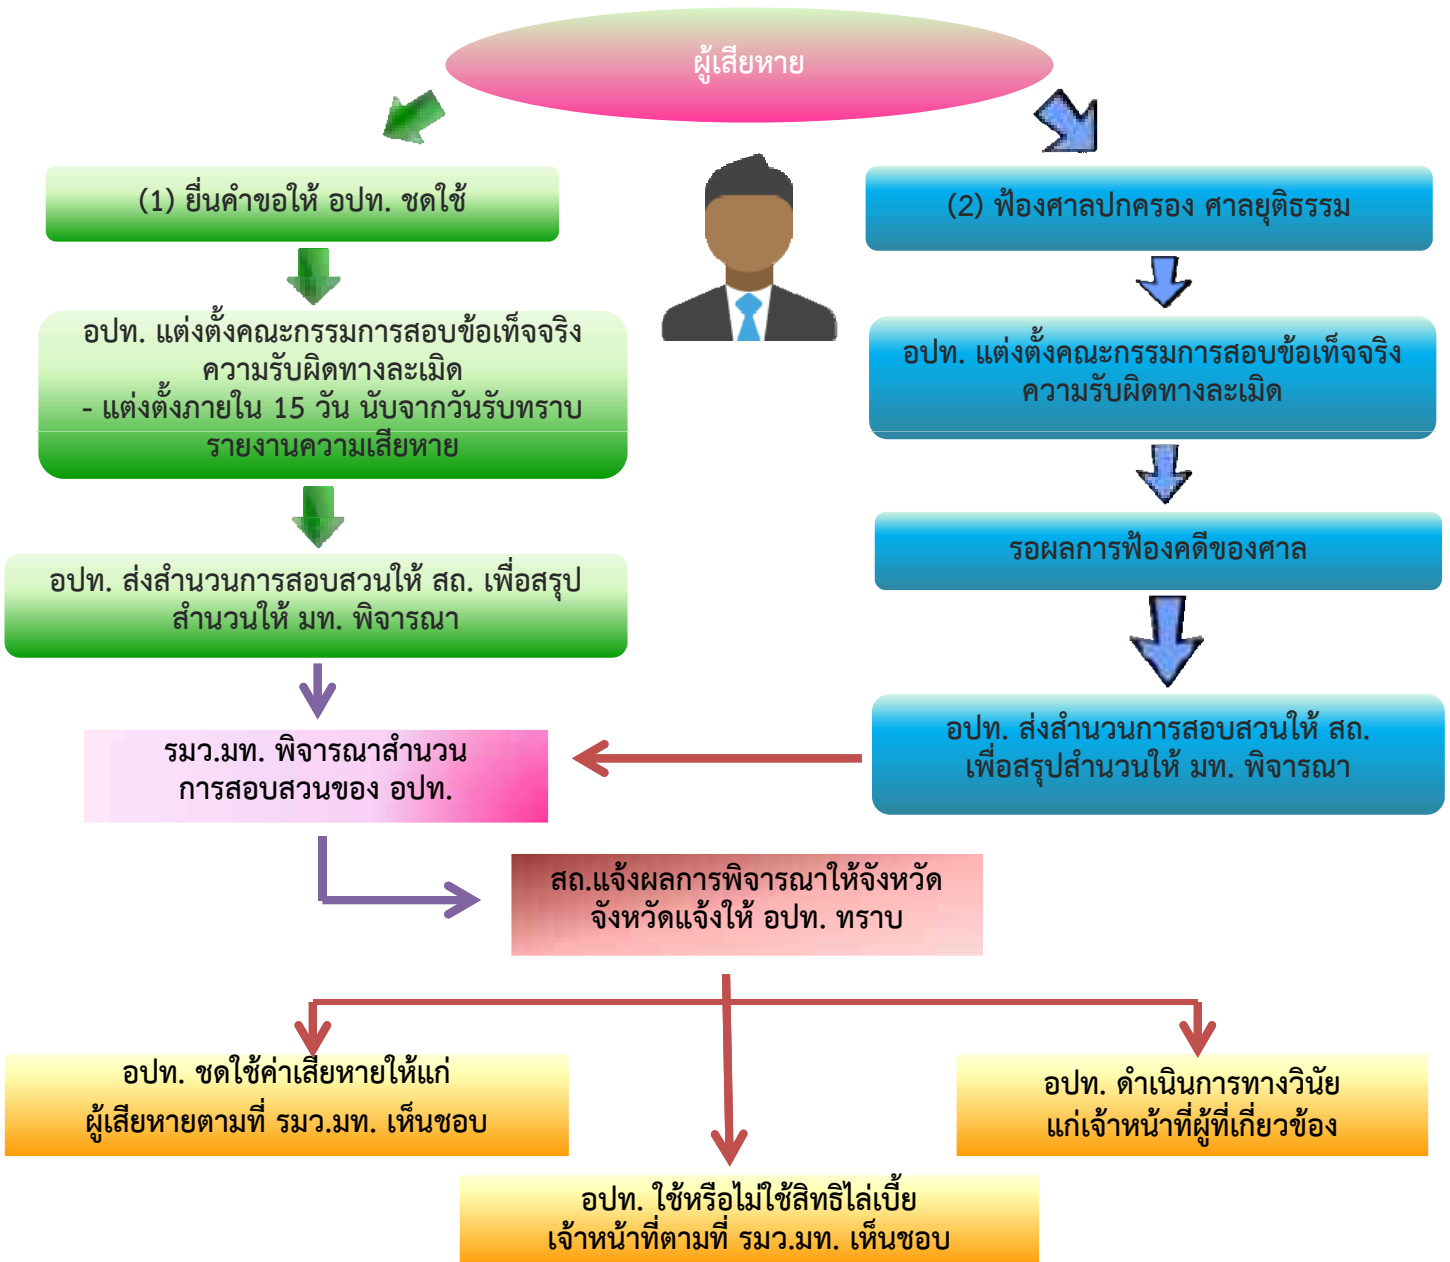 ผู้เสียหาย
(1) ยื่นคำขอให้ อปท. ชดใช้
(2) ฟ้องศาลปกครอง ศาลยุติธรรม
อปท. แต่งตั้งคณะกรรมการสอบข้อเท็จจริง
ความรับผิดทางละเมิด
- แต่งตั้งภายใน 15 วัน นับจากวันรับทราบ
รายงานความเสียหาย
อปท. แต่งตั้งคณะกรรมการสอบข้อเท็จจริง
ความรับผิดทางละเมิด
รอผลการฟ้องคดีของศาล
อปท. ส่งสำนวนการสอบสวนให้ สถ. เพื่อสรุป
สำนวนให้ มท. พิจารณา
อปท. ส่งสำนวนการสอบสวนให้ สถ.
เพื่อสรุปสำนวนให้ มท. พิจารณา
รมว.มท. พิจารณาสำนวน
การสอบสวนของ อปท.
สถ.แจ้งผลการพิจารณาให้จังหวัด
จังหวัดแจ้งให้ อปท. ทราบ
อปท. ชดใช้ค่าเสียหายให้แก่
ผู้เสียหายตามที่ รมว.มท. เห็นชอบ
อปท. ดำเนินการทางวินัย
แก่เจ้าหน้าที่ผู้ที่เกี่ยวข้อง
อปท. ใช้หรือไม่ใช้สิทธิไล่เบี้ย
เจ้าหน้าที่ตามที่ รมว.มท. เห็นชอบ